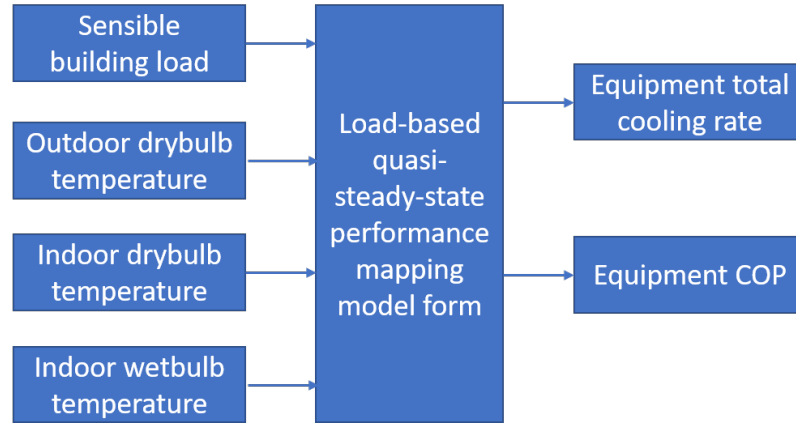 Sensible
building load
Outdoor drybulb
temperature
Indoor drybulb
temperature
Indoor wetbulb
temperature
Load-based
quasi-
steady-state
performance
mapping
model form
Equipment total
cooling rate
Equipment COP